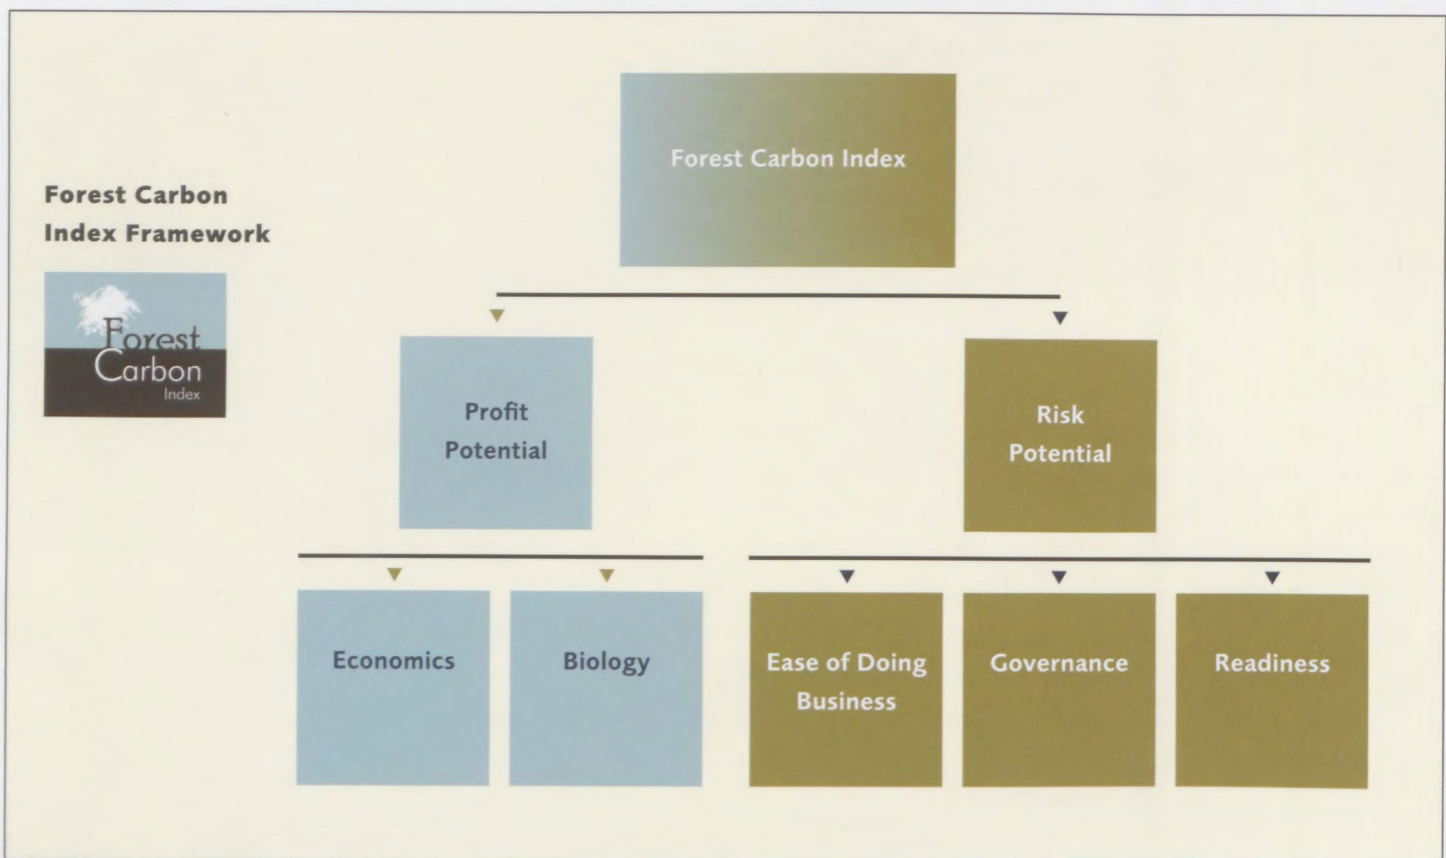 Forest Carbon Index
Forest Carbon
Index Framework
Forest
Carbon
Index
Profit
Potential
Risk
Potential
Economics
Biology
Ease of Doing
Business
Governance
Readiness